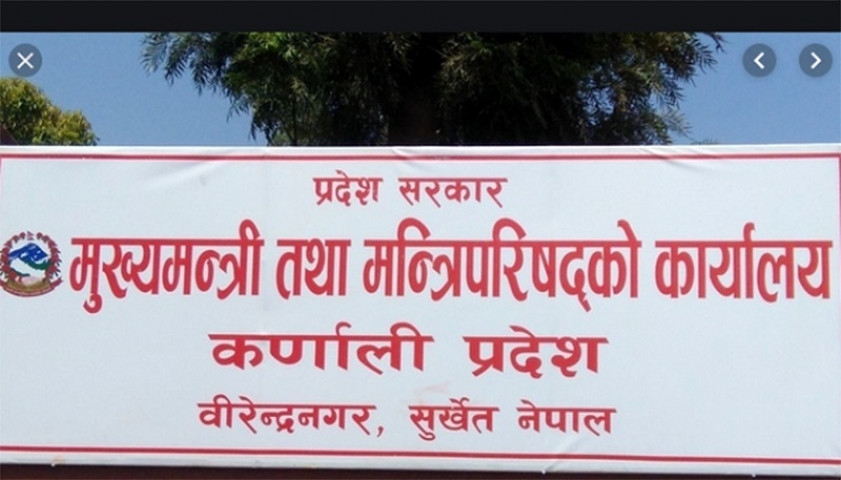 प्रदेश सरकार
मुख्यमन्त्री तथा मन्त्रिपरिषद्को कार्यालय
कर्णाली प्रदेश
वीरेन्द्रनगर, सुर्खेत नेपाल